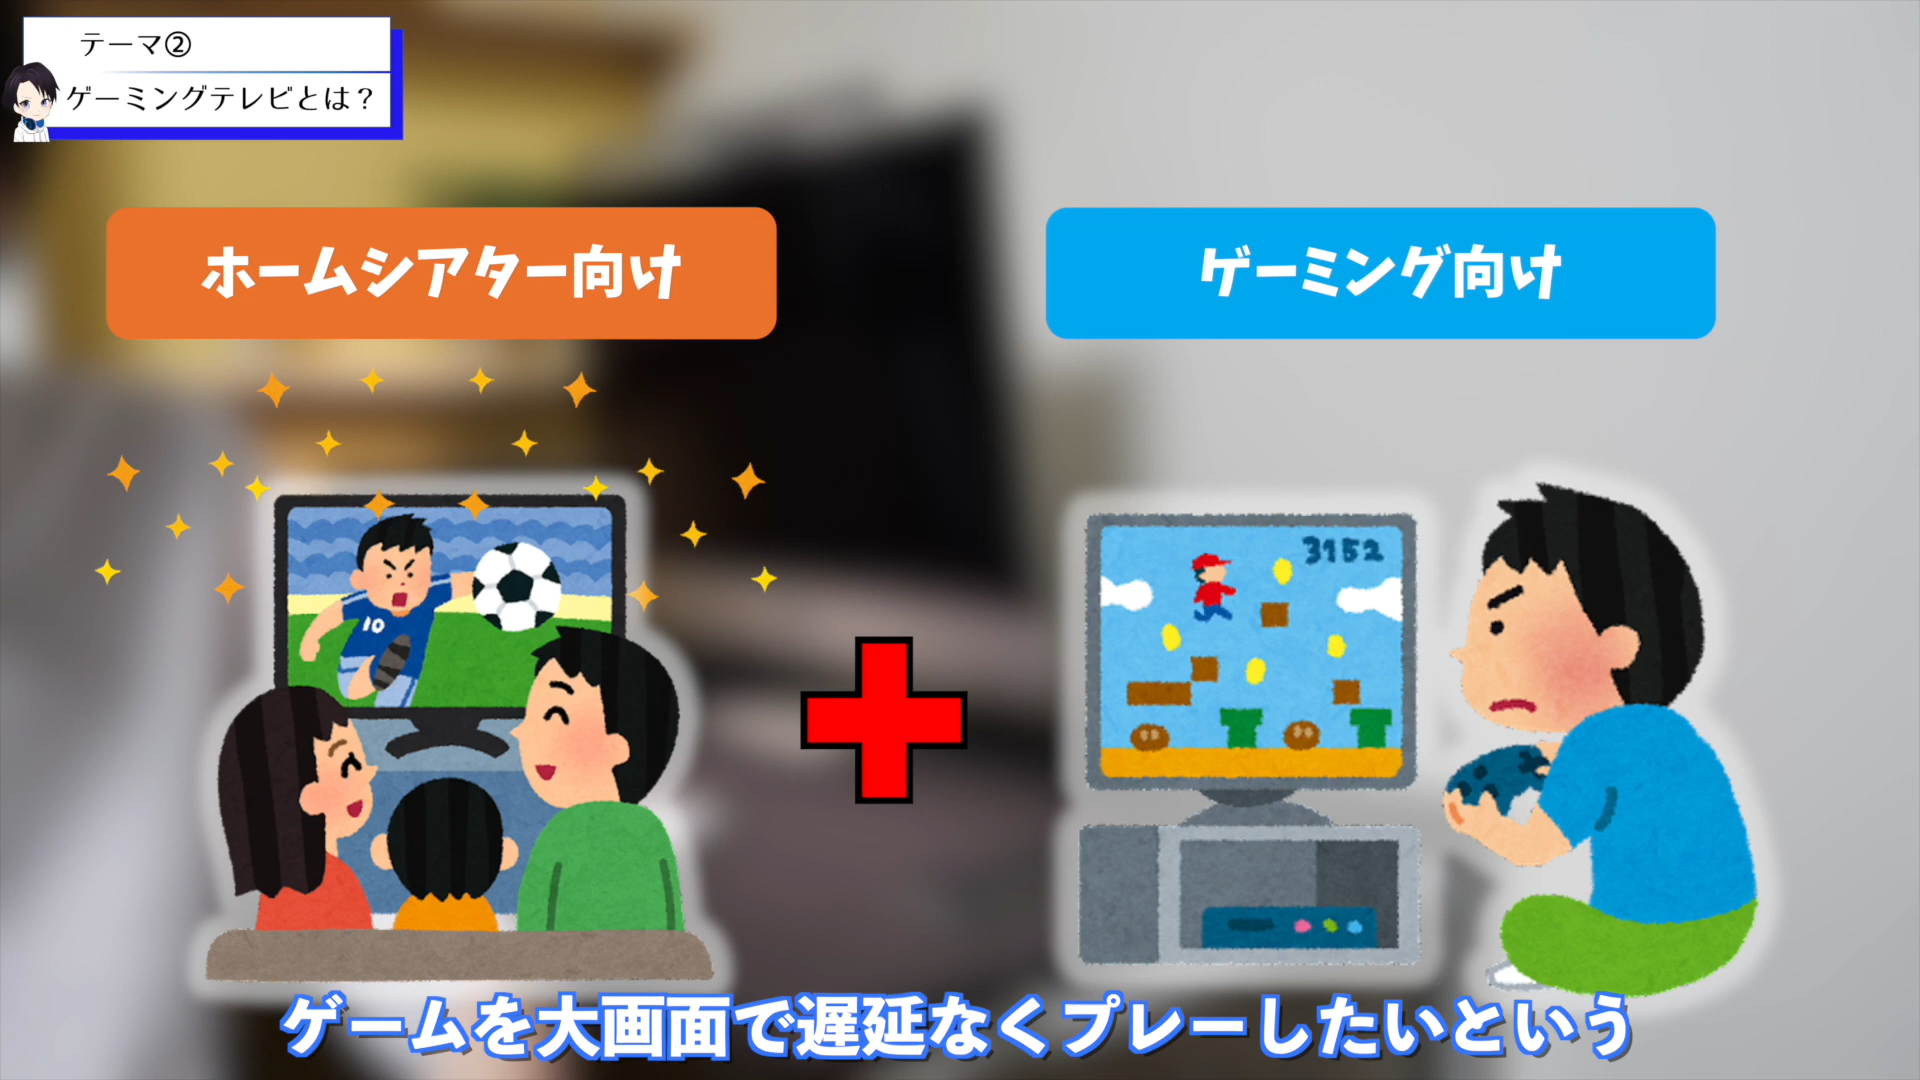 テーマ②
ゲーミングテレビとは？
ホームシアター向け
ゲーミング向け
10
3152
ゲームを大画面で遅延なくプレーしたいという